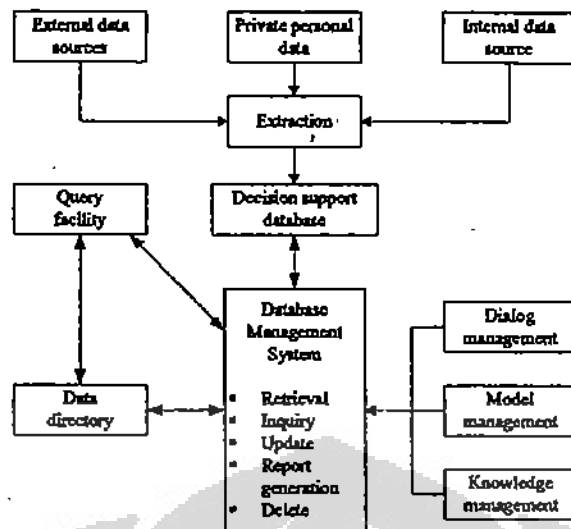 External data
sources
Private personal
data
Internal data
source
Extraction
Query
facility
Decision support
database
Database
Management
System
• Retrieval
• Inquiry
• Update
• Report
generation
• Delete
Dialog
management
Data
directory
Model
management
Knowledge
management